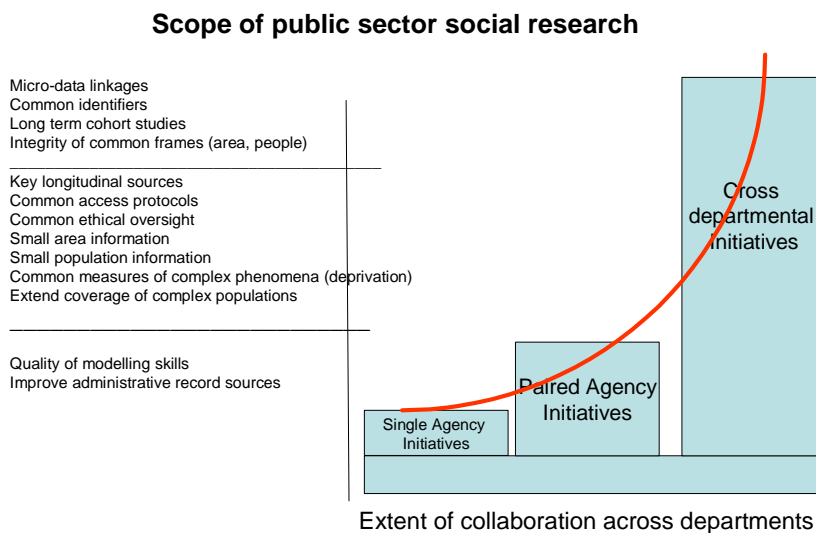 Scope of public sector social research
Micro-data linkages
Common identifiers
Long term cohort studies
Integrity of common frames (area, people)
Key longitudinal sources
Common access protocols
Common ethical oversight
Small area information
Small population information
Common measures of complex phenomena (deprivation)
Extend coverage of complex populations
Quality of modelling skills
Improve administrative record sources
Single Agency
Initiatives
Paired Agency
Initiatives
Cross
departmental
Initiatives
Extent of collaboration across departments